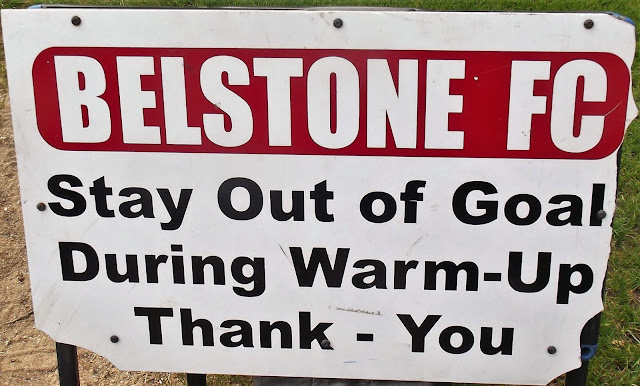 BELSTONE FC
Stay Out of Goal
During Warm-Up
Thank - You